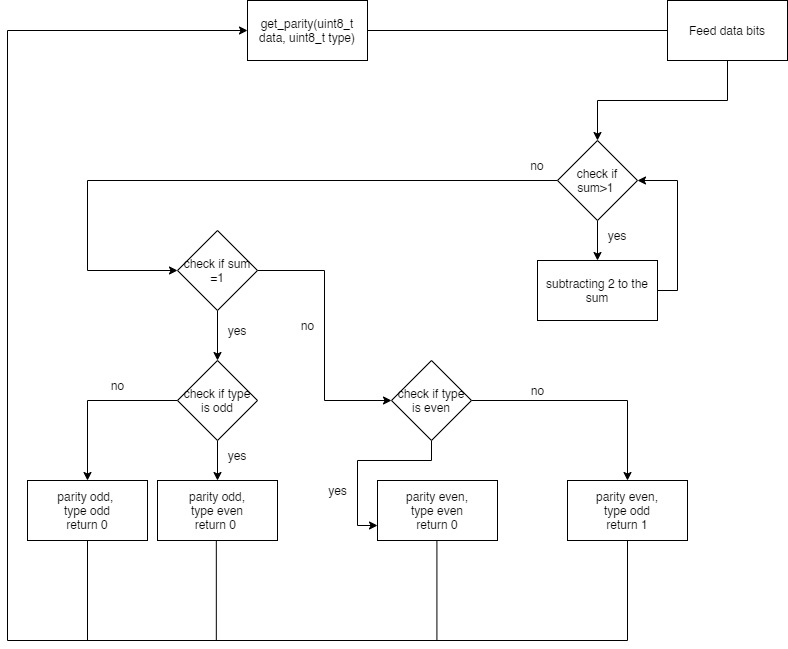 get_parity(uint8_t
data, uint8_t type)
Feed data bits
no
check if
sum>1
yes
subtracting 2 to the
sum
check if sum
=1
yes
no
no
check if type
is odd
yes
check if type
is even
no
yes
parity odd,
type odd
return 0
parity odd,
type even
return 0
parity even,
type even
return 0
parity even,
type odd
return 1